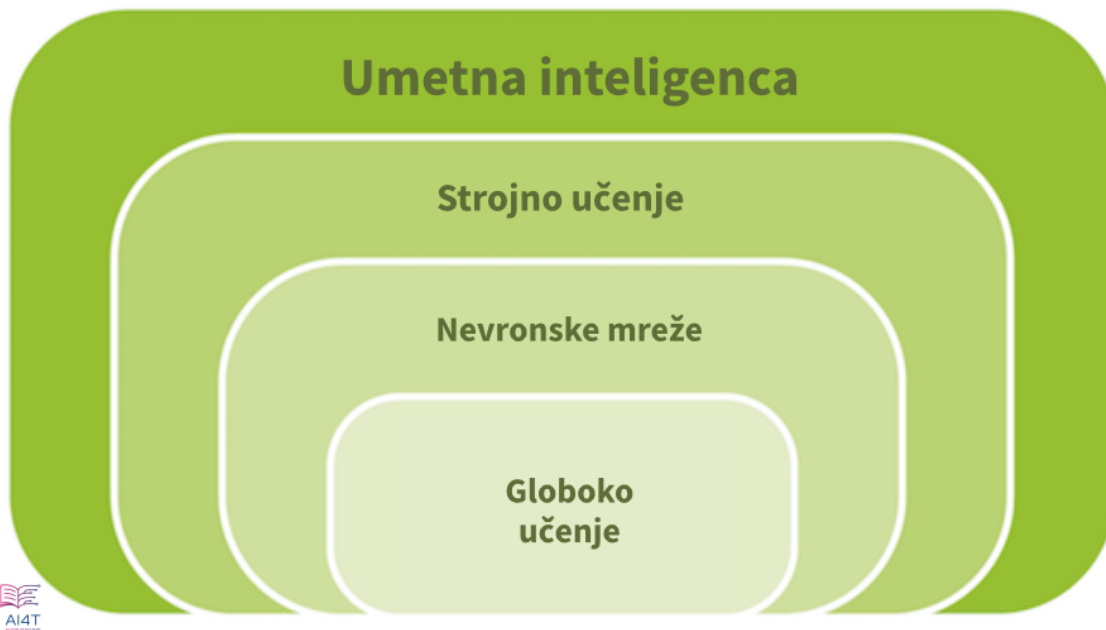 Umetna inteligenca
Strojno učenje
Nevronske mreže
Globoko
učenje
AI4T